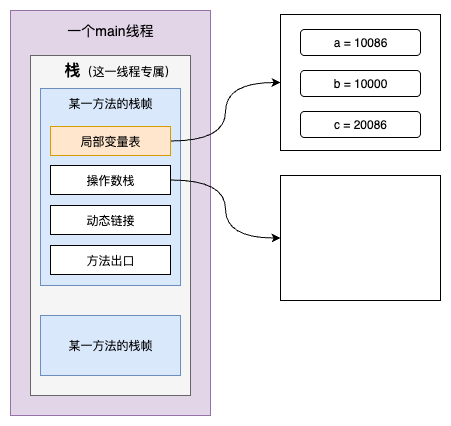 一个main线程
栈（这一线程专属）
某一方法的栈帧
局部变量表
操作数栈
动态链接
方法出口
某一方法的栈帧
a = 10086
b = 10000
c = 20086